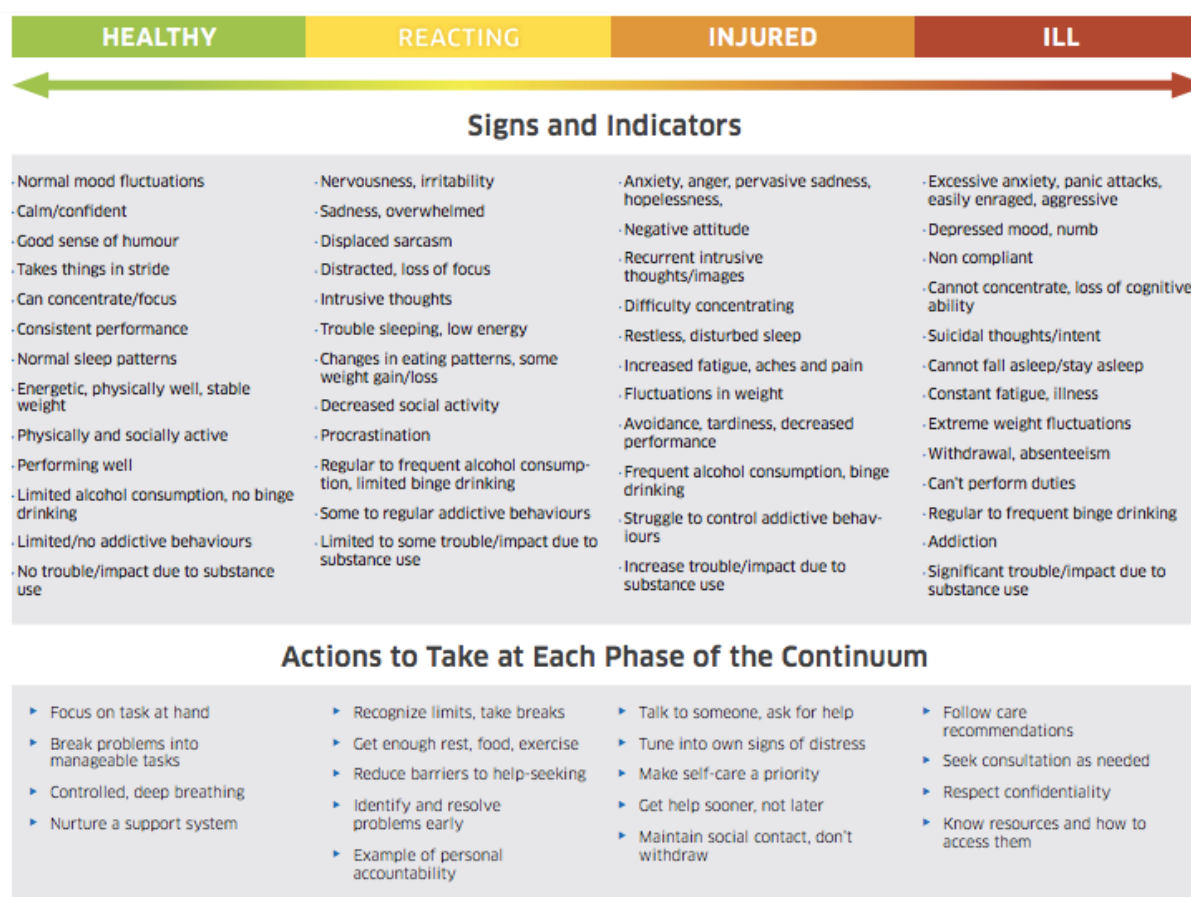 HEALTHY
REACTING
INJURED
ILL
Signs and Indicators
·Normal mood fluctuations
·Calm/confident
·Good sense of humour
·Takes things in stride
·Can concentrate/focus
·Consistent performance
·Normal sleep patterns
·Energetic, physically well, stable
weight
·Physically and socially active
·Performing well
·Limited alcohol consumption, no binge
drinking
·Limited/no addictive behaviours
·No trouble/impact due to substance
use
·Nervousness, irritability
·Sadness, overwhelmed
·Displaced sarcasm
·Distracted, loss of focus
·Intrusive thoughts
·Trouble sleeping, low energy
·Changes in eating patterns, some
weight gain/loss
·Decreased social activity
·Procrastination
·Regular to frequent alcohol consump-
tion, limited binge drinking
·Some to regular addictive behaviours
·Limited to some trouble/impact due to
substance use
·Anxiety, anger, pervasive sadness,
hopelessness,
·Negative attitude
·Recurrent intrusive
thoughts/images
·Difficulty concentrating
·Restless, disturbed sleep
·Increased fatigue, aches and pain
·Fluctuations in weight
·Avoidance, tardiness, decreased
performance
·Frequent alcohol consumption, binge
drinking
·Struggle to control addictive behav-
iours
·Increase trouble/impact due to
substance use
·Excessive anxiety, panic attacks,
easily enraged, aggressive
·Depressed mood, numb
·Non compliant
·Cannot concentrate, loss of cognitive
ability
·Suicidal thoughts/intent
·Cannot fall asleep/stay asleep
·Constant fatigue, illness
·Extreme weight fluctuations
·Withdrawal, absenteeism
·Can't perform duties
·Regular to frequent binge drinking
·Addiction
·Significant trouble/impact due to
substance use
Actions to Take at Each Phase of the Continuum
▸ Focus on task at hand
▸ Break problems into
manageable tasks
▸ Controlled, deep breathing
▸ Nurture a support system
▸ Recognize limits, take breaks
▸ Get enough rest, food, exercise
▸ Reduce barriers to help-seeking
▸ Identify and resolve
problems early
▸ Example of personal
accountability
▸ Talk to someone, ask for help
▸ Tune into own signs of distress
▸ Make self-care a priority
▸ Get help sooner, not later
▸ Maintain social contact, don't
withdraw
▸ Follow care
recommendations
▸ Seek consultation as needed
▸ Respect confidentiality
▸ Know resources and how to
access them